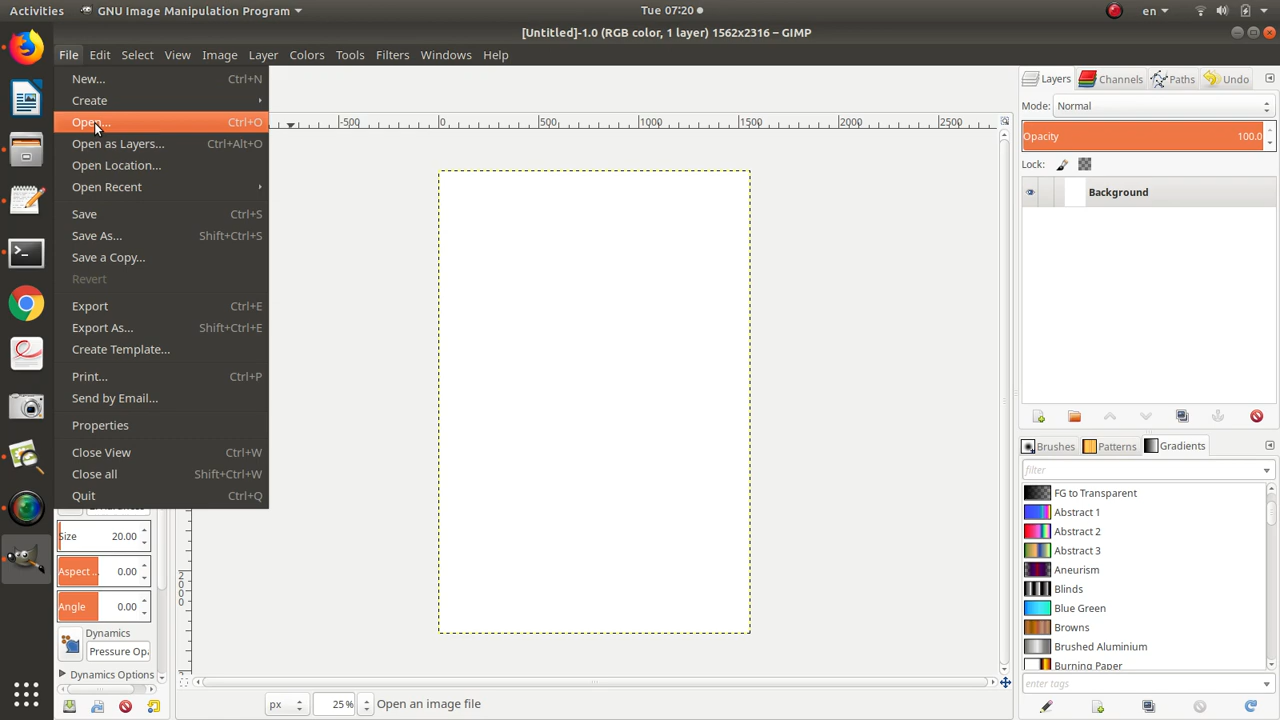 Activities
GNU Image Manipulation Program
Tue 07:20
en
[Untitled]-1.0 (RGB color, 1 layer) 1562x2316 – GIMP
File Edit Select View Image Layer Colors Tools Filters Windows Help
New... Ctrl+N
Create
Open... Ctrl+O
Open as Layers... Ctrl+Alt+O
Open Location...
Open Recent
Save Ctrl+S
Save As... Shift+Ctrl+S
Save a Copy...
Revert
Export Ctrl+E
Export As... Shift+Ctrl+E
Create Template...
Print... Ctrl+P
Send by Email...
Properties
Close View Ctrl+W
Close all Shift+Ctrl+W
Quit Ctrl+Q
Size 20.00
Aspect .. 0.00
Angle 0.00
Dynamics
Pressure Opa
Dynamics Options
-500 0 500 1000 1500 2000 2500
2000
px 25% Open an image file
Layers Channels Paths Undo
Mode: Normal
Opacity 100.0
Lock:
Background
Brushes Patterns Gradients
filter
FG to Transparent
Abstract 1
Abstract 2
Abstract 3
Aneurism
Blinds
Blue Green
Browns
Brushed Aluminium
Burning Paper
enter tags